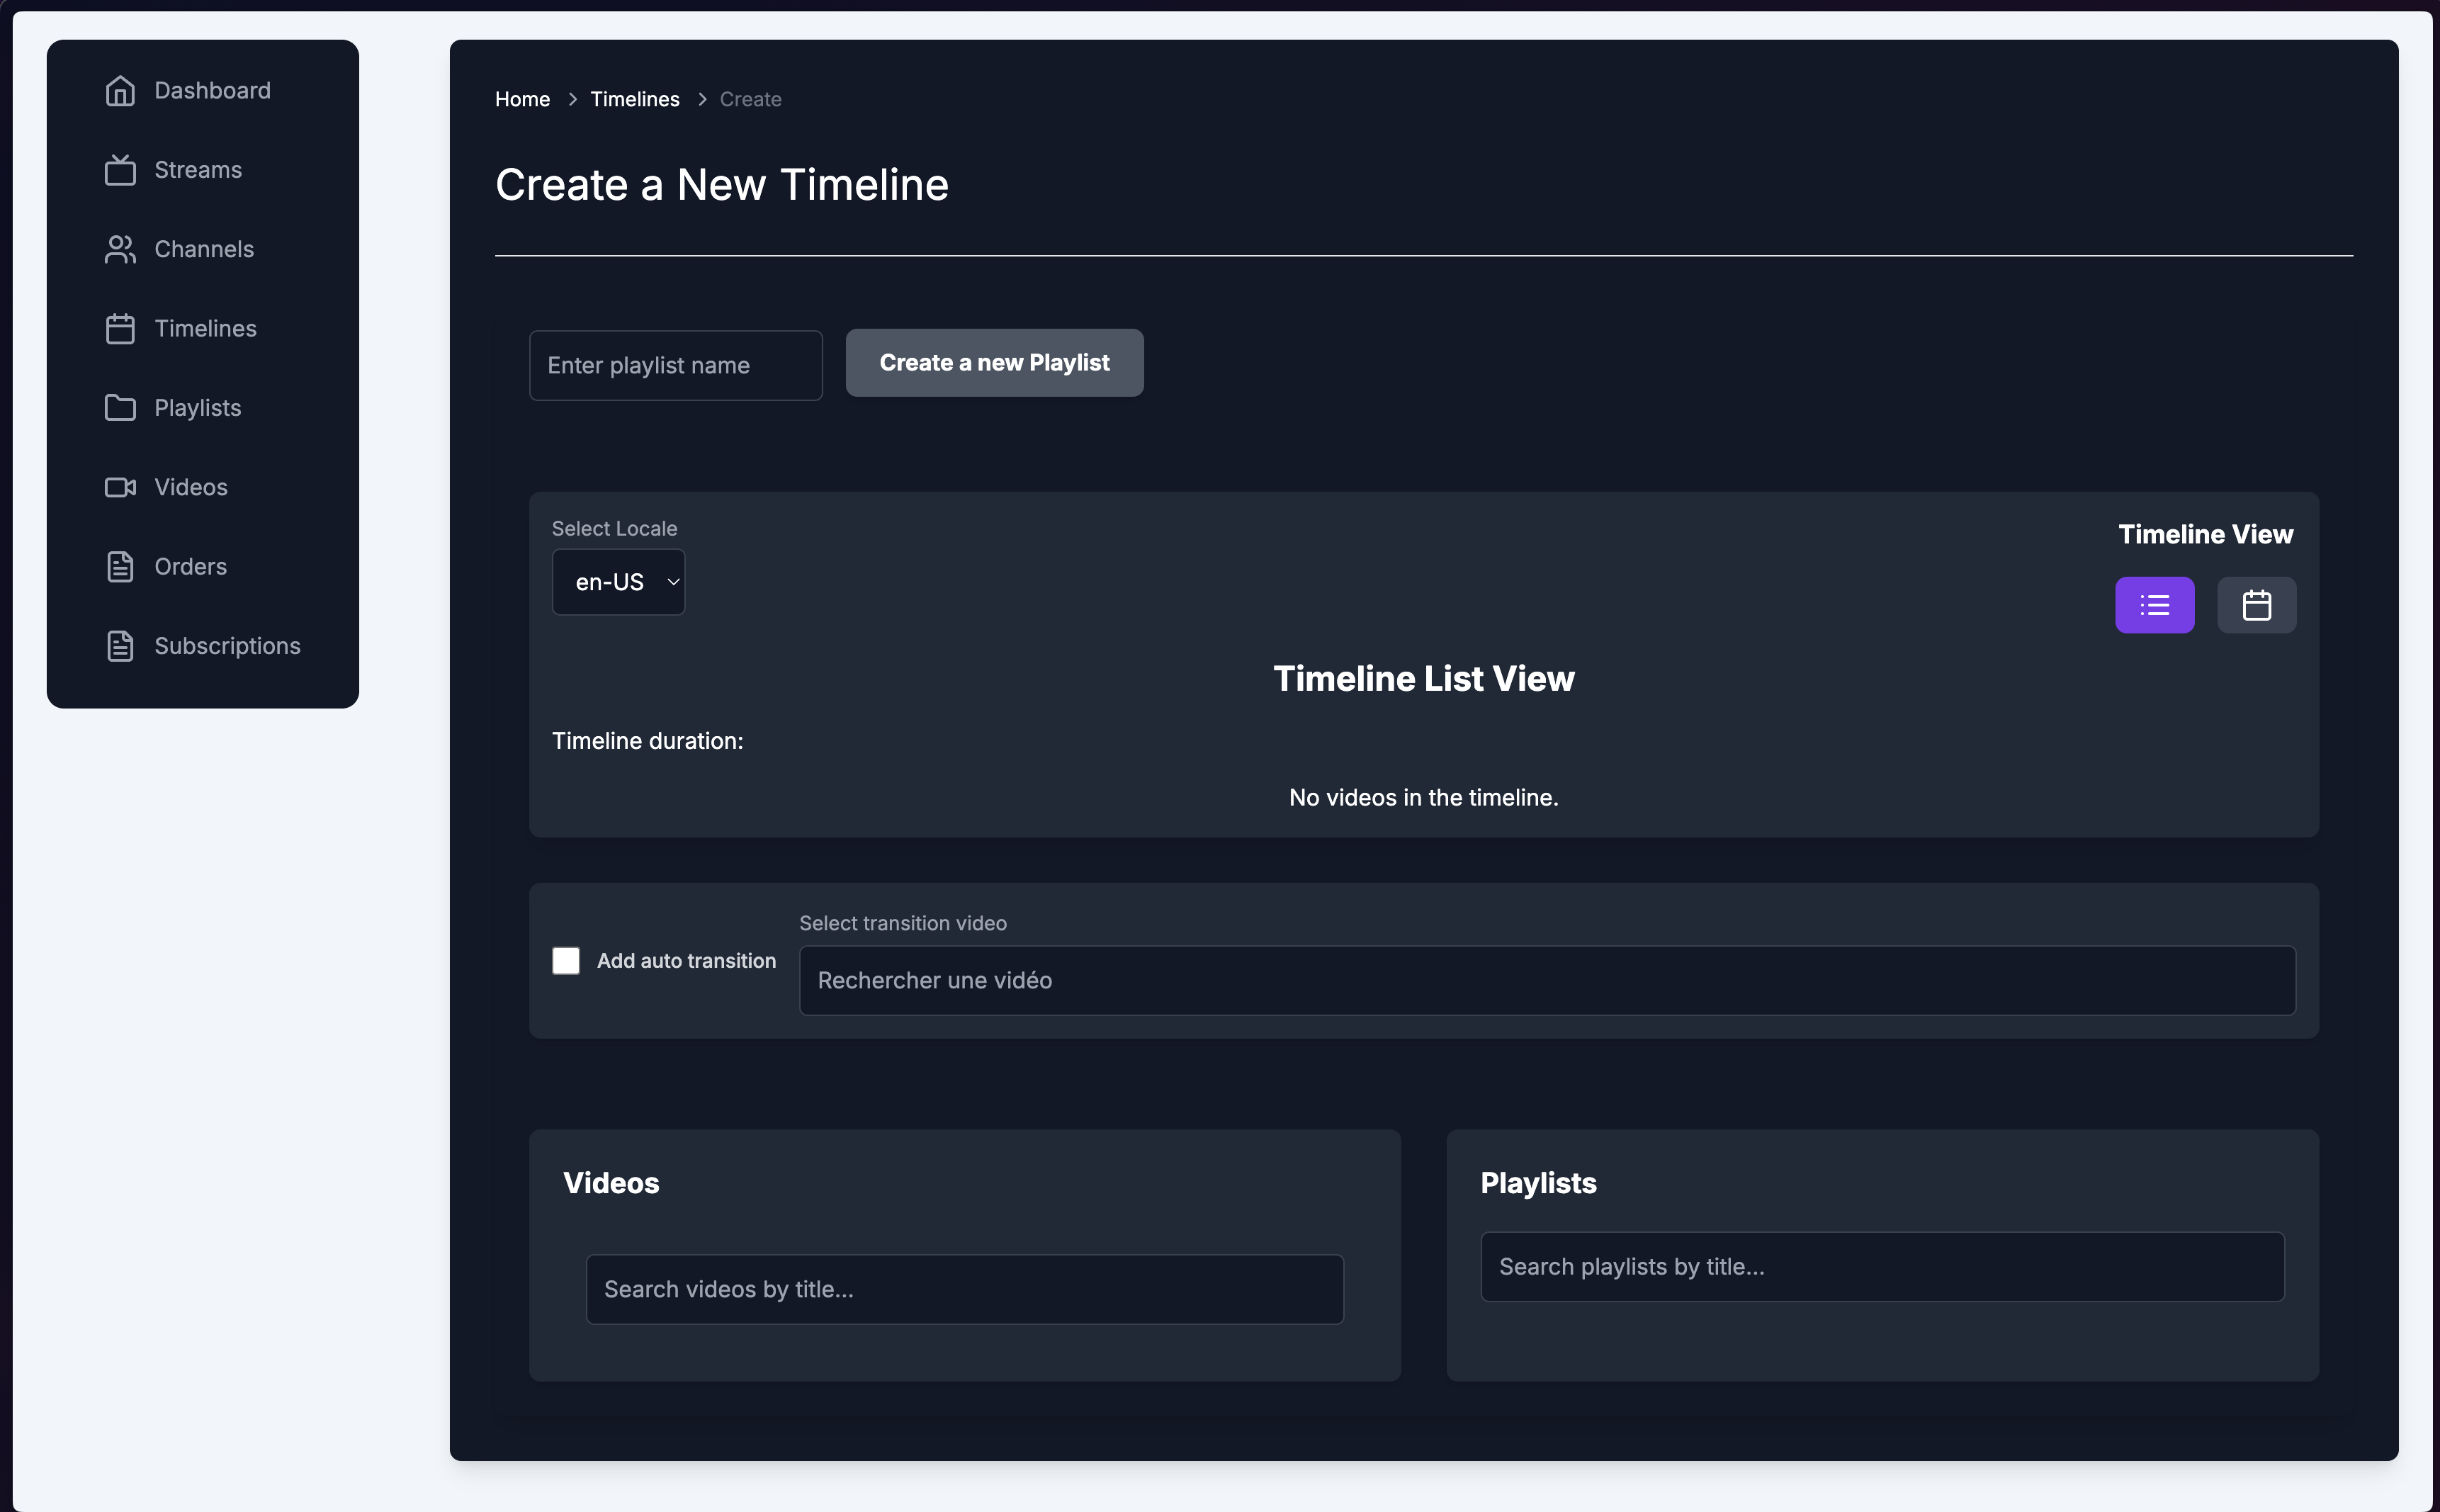 Dashboard
Streams
Channels
Timelines
Playlists
Videos
Orders
Subscriptions
Home > Timelines > Create
Create a New Timeline
Enter playlist name
Create a new Playlist
Select Locale
en-US
Timeline View
Timeline List View
Timeline duration:
No videos in the timeline.
Select transition video
Add auto transition
Rechercher une vidéo
Videos
Search videos by title...
Playlists
Search playlists by title...